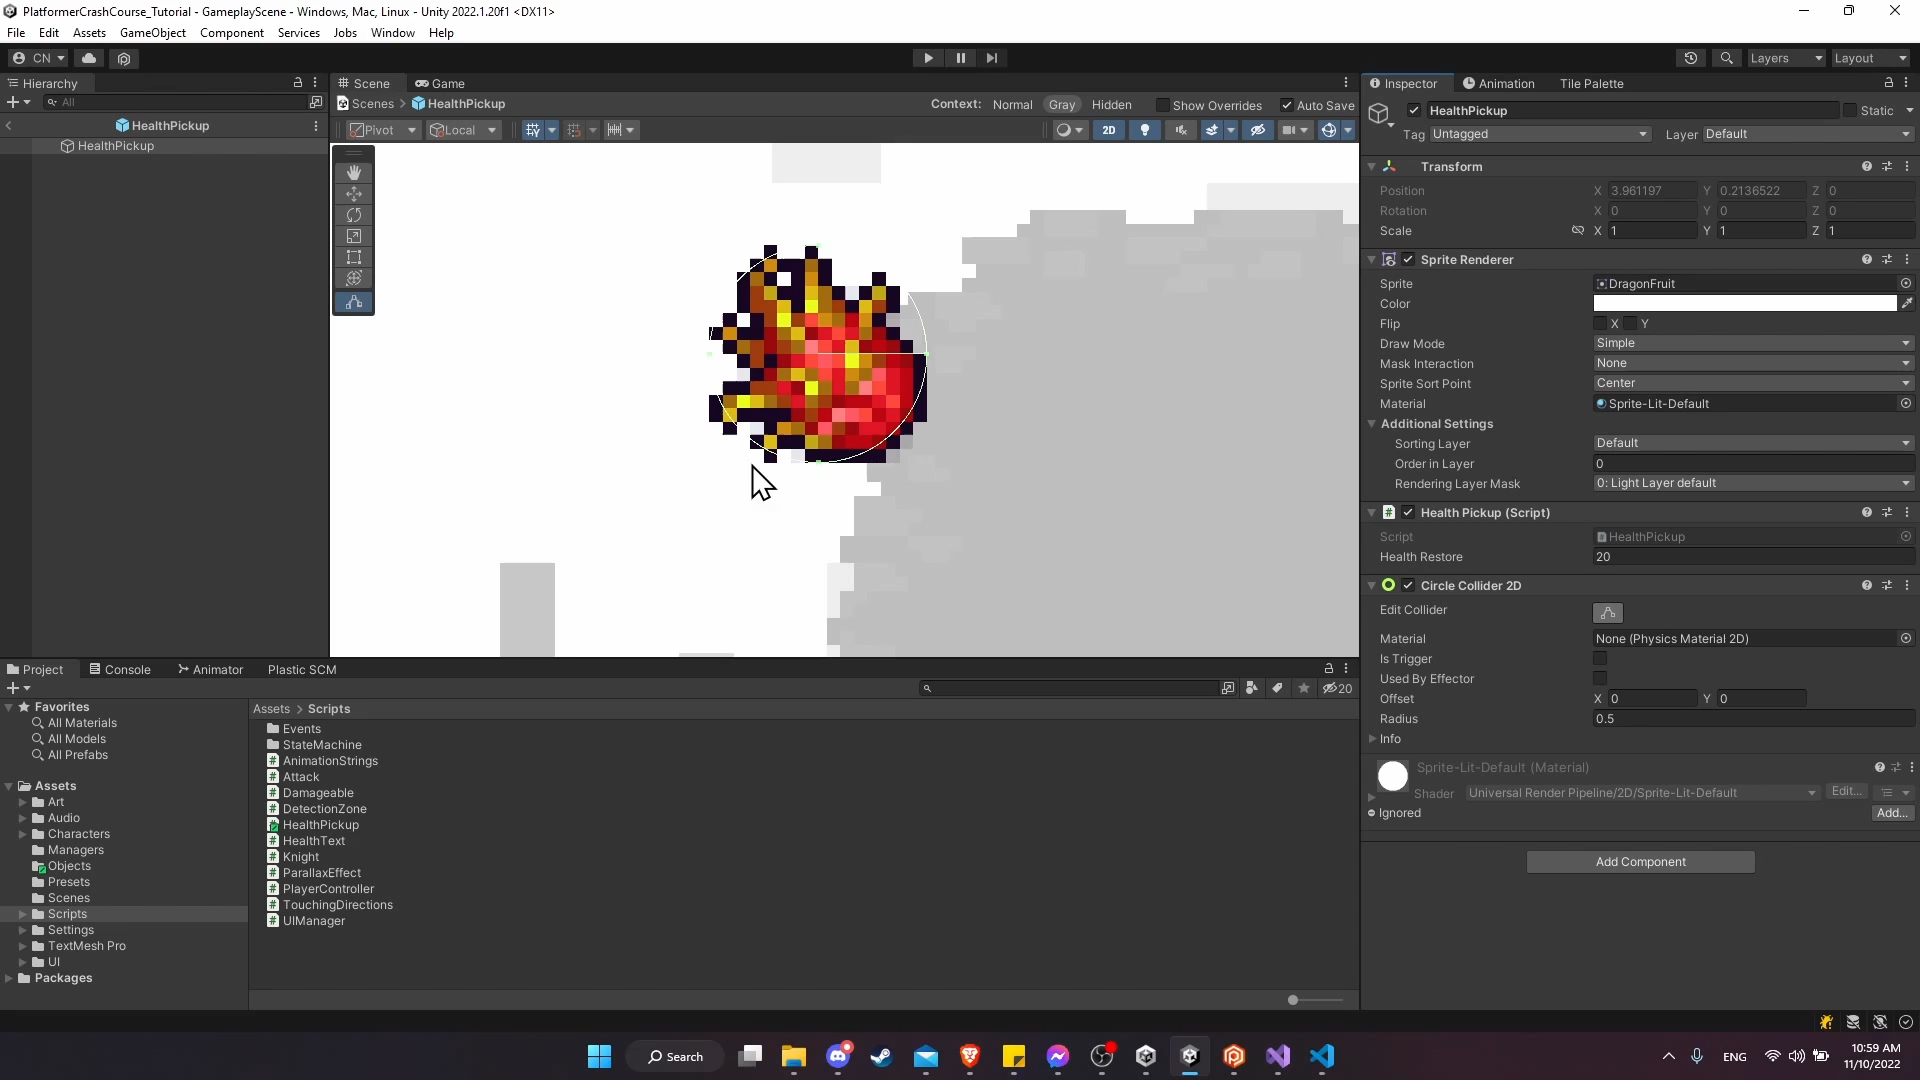 PlatformerCrashCourse_Tutorial - GameplayScene - Windows, Mac, Linux - Unity 2022.1.20f1 <DX11>
File Edit Assets GameObject Component Services Jobs Window Help
CN Layers Layout
Hierarchy
All
HealthPickup
HealthPickup
Scene Game
Scenes > HealthPickup Context: Normal Gray Hidden Show Overrides Auto Save
Pivot Local 2D
Inspector Animation Tile Palette
HealthPickup Static
Tag Untagged Layer Default
Transform
Position X 3.961197 Y 0.2136522 Z 0
Rotation X 0 Y 0 Z 0
Scale X 1 Y 1 Z 1
Sprite Renderer
Sprite DragonFruit
Color
Flip X Y
Draw Mode Simple
Mask Interaction None
Sprite Sort Point Center
Material Sprite-Lit-Default
Additional Settings
Sorting Layer Default
Order in Layer 0
Rendering Layer Mask 0: Light Layer default
Health Pickup (Script)
Script HealthPickup
Health Restore 20
Circle Collider 2D
Edit Collider
Material None (Physics Material 2D)
Is Trigger
Used By Effector
Offset X 0 Y 0
Radius 0.5
Info
Sprite-Lit-Default (Material)
Shader Universal Render Pipeline/2D/Sprite-Lit-Default Edit...
Ignored Add...
Add Component
Project Console Animator Plastic SCM
20
Favorites
All Materials
All Models
All Prefabs
Assets
Art
Audio
Characters
Managers
Objects
Presets
Scenes
Scripts
Settings
TextMesh Pro
UI
Packages
Assets > Scripts
Events
StateMachine
AnimationStrings
Attack
Damageable
DetectionZone
HealthPickup
HealthText
Knight
ParallaxEffect
PlayerController
TouchingDirections
UIManager
Search
ENG
10:59 AM
11/10/2022